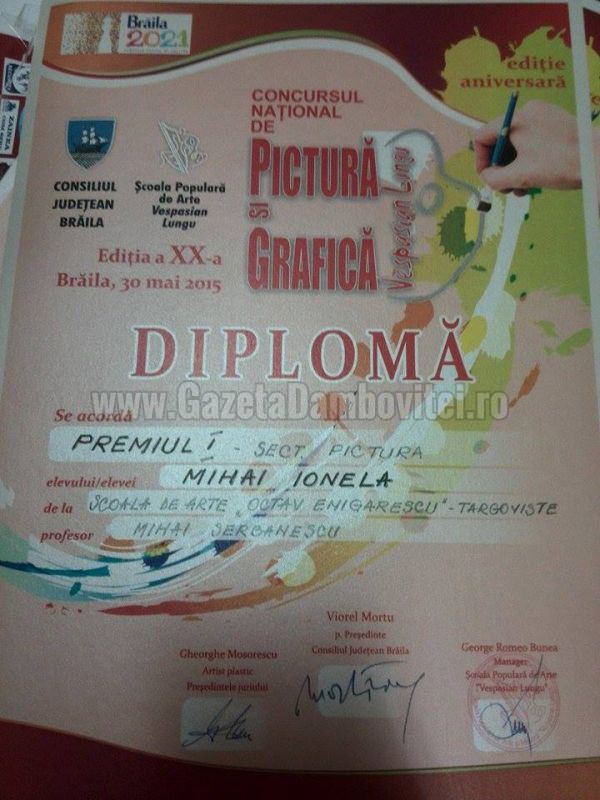 Brăila
2021
ediție
aniversară
CONCURSUL
NAȚIONAL
DE
PICTURĂ
ȘI
GRAFICĂ
Vespasian Lungu
CONSILIUL
JUDEȚEAN
BRĂILA
Școala Populară
de Arte
Vespasian
Lungu
Ediția a XX-a
Brăila, 30 mai 2015
DIPLOMĂ
www.GazetaDambovitei.ro
Se acordă
PREMIUL I - SECT. PICTURA
elevului/elevei MIHAI IONELA
de la SCOALA DE ARTE "OCTAV ENIGARESCU" - TARGOVISTE
profesor MIHAI SERBANESCU
Gheorghe Mosorescu
Artist plastic
Președintele juriului
Viorel Mortu
p. Președinte
Consiliul Județean Brăila
George Romeo Bunea
Manager
Școala Populară de Arte
"Vespasian Lungu"